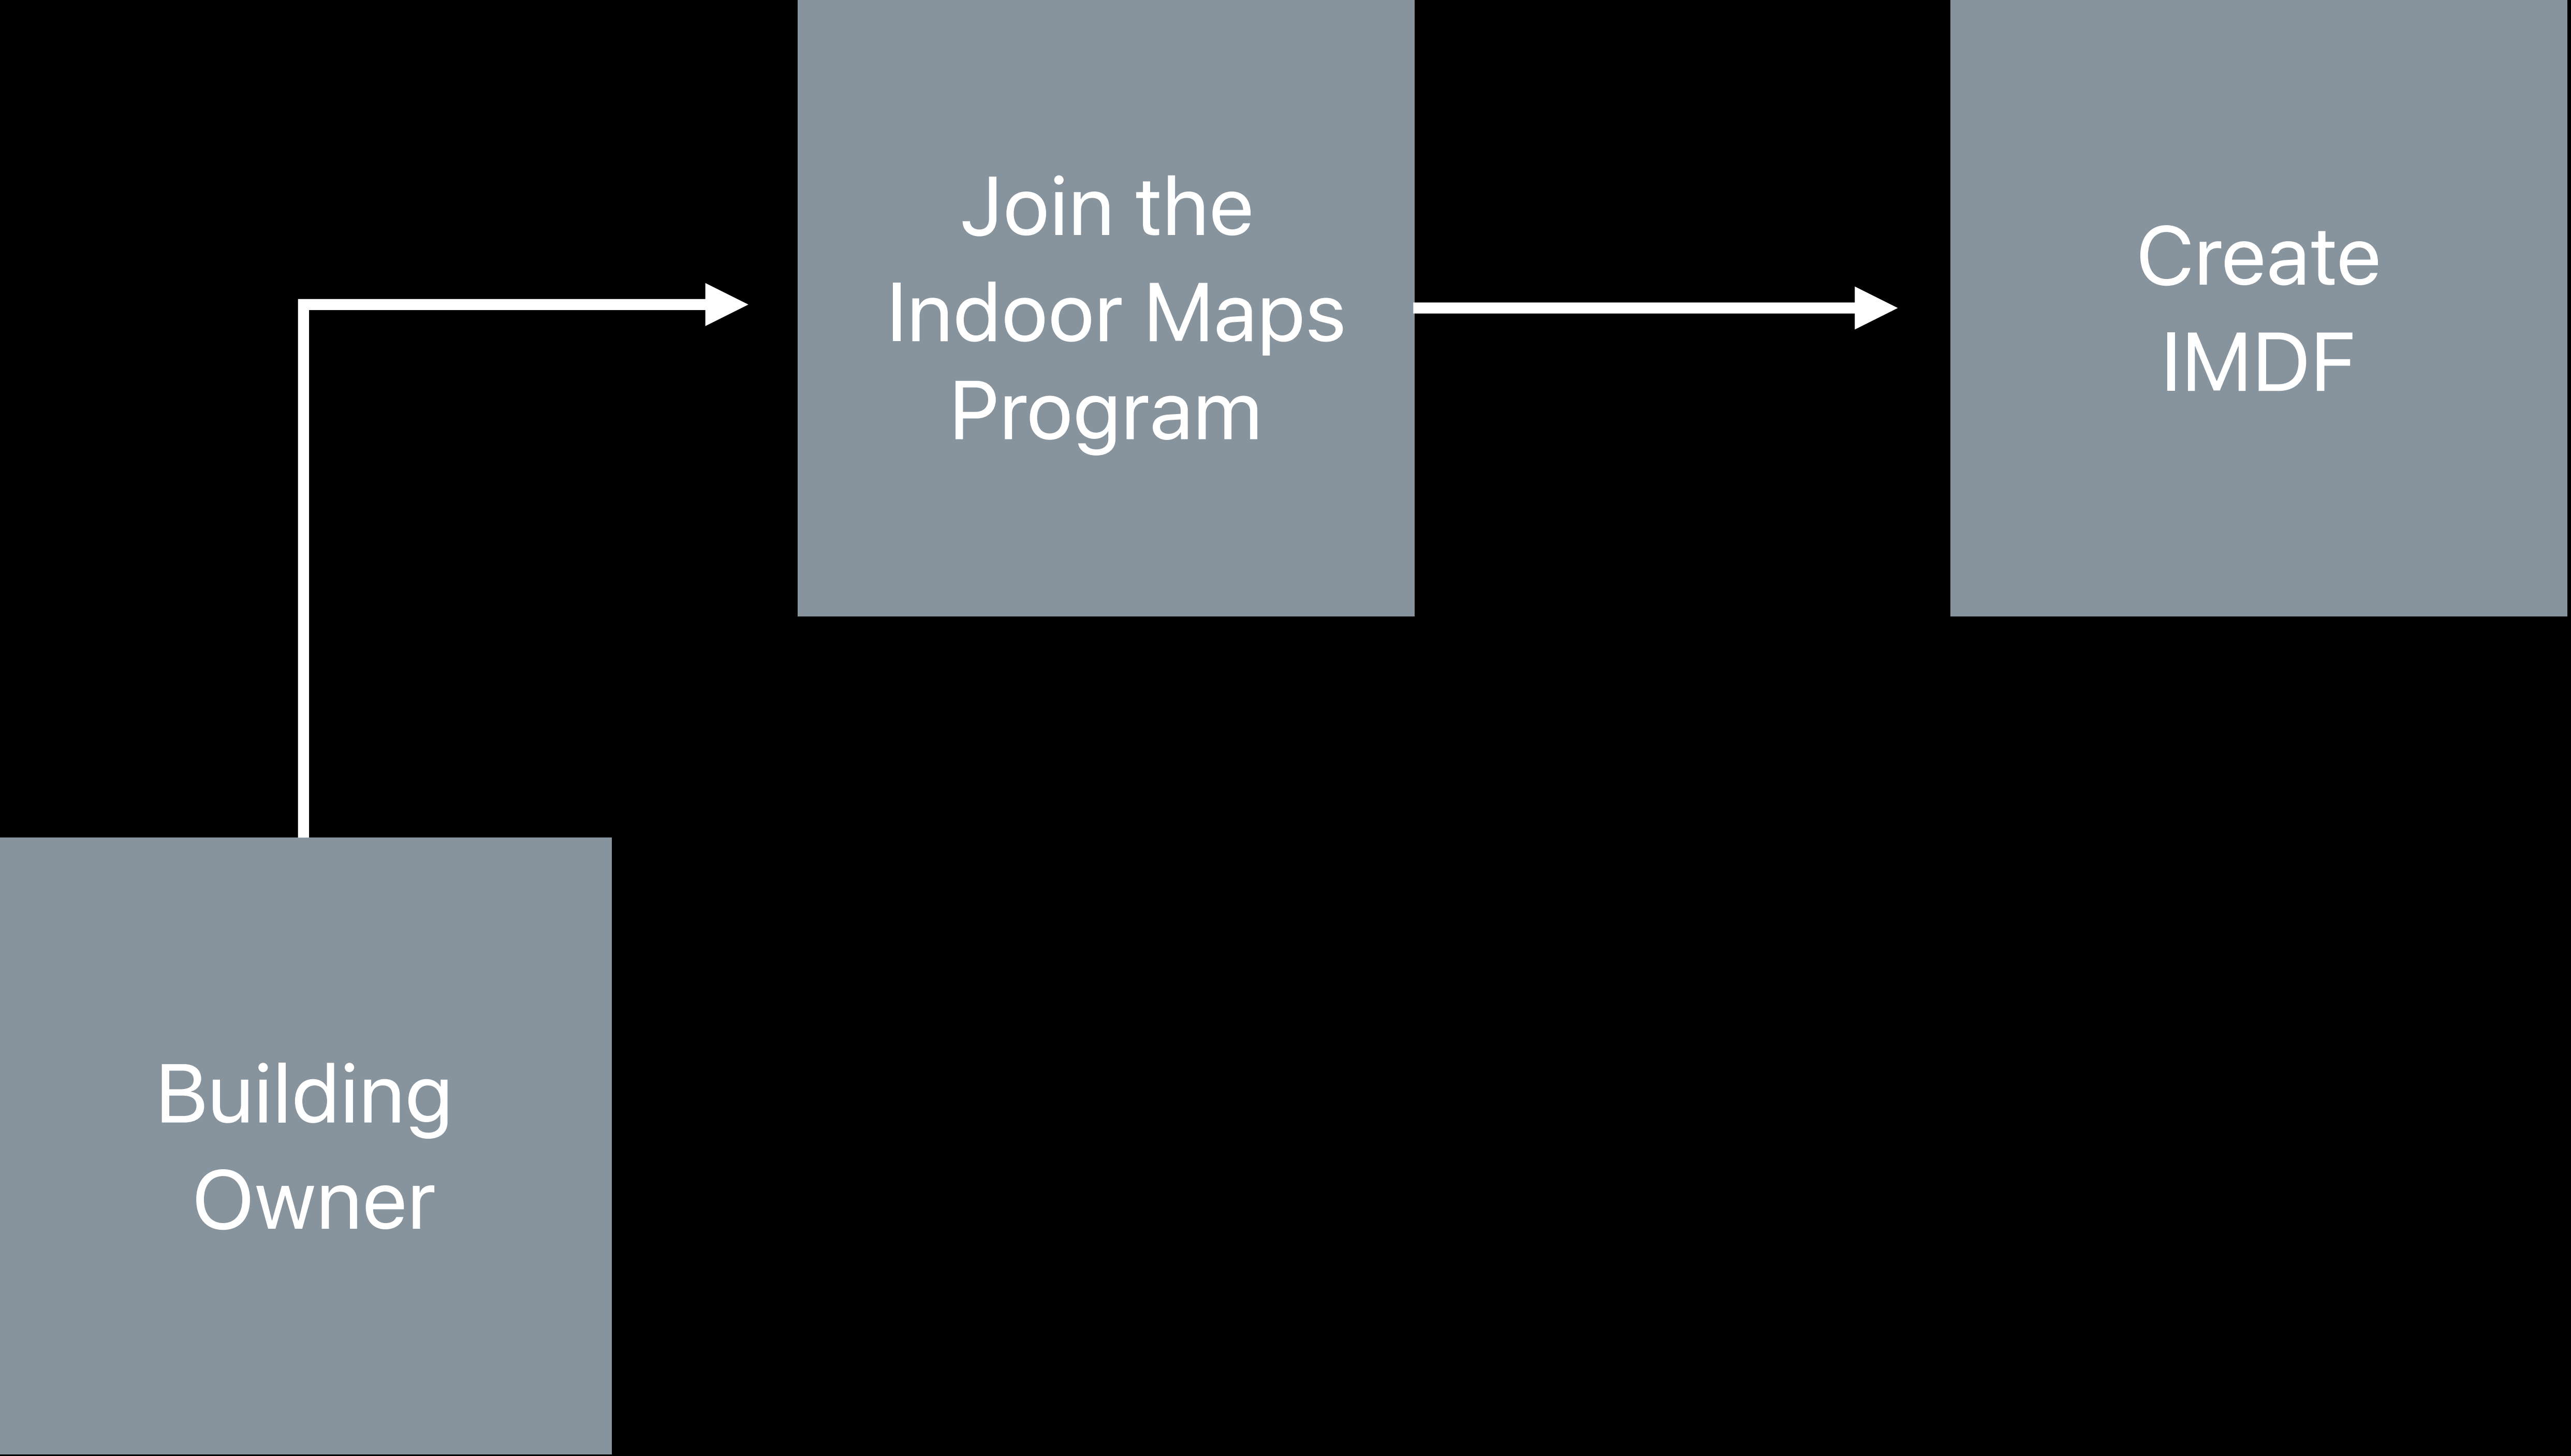 Join the
Indoor Maps
Program
Create
IMDF
Building
Owner